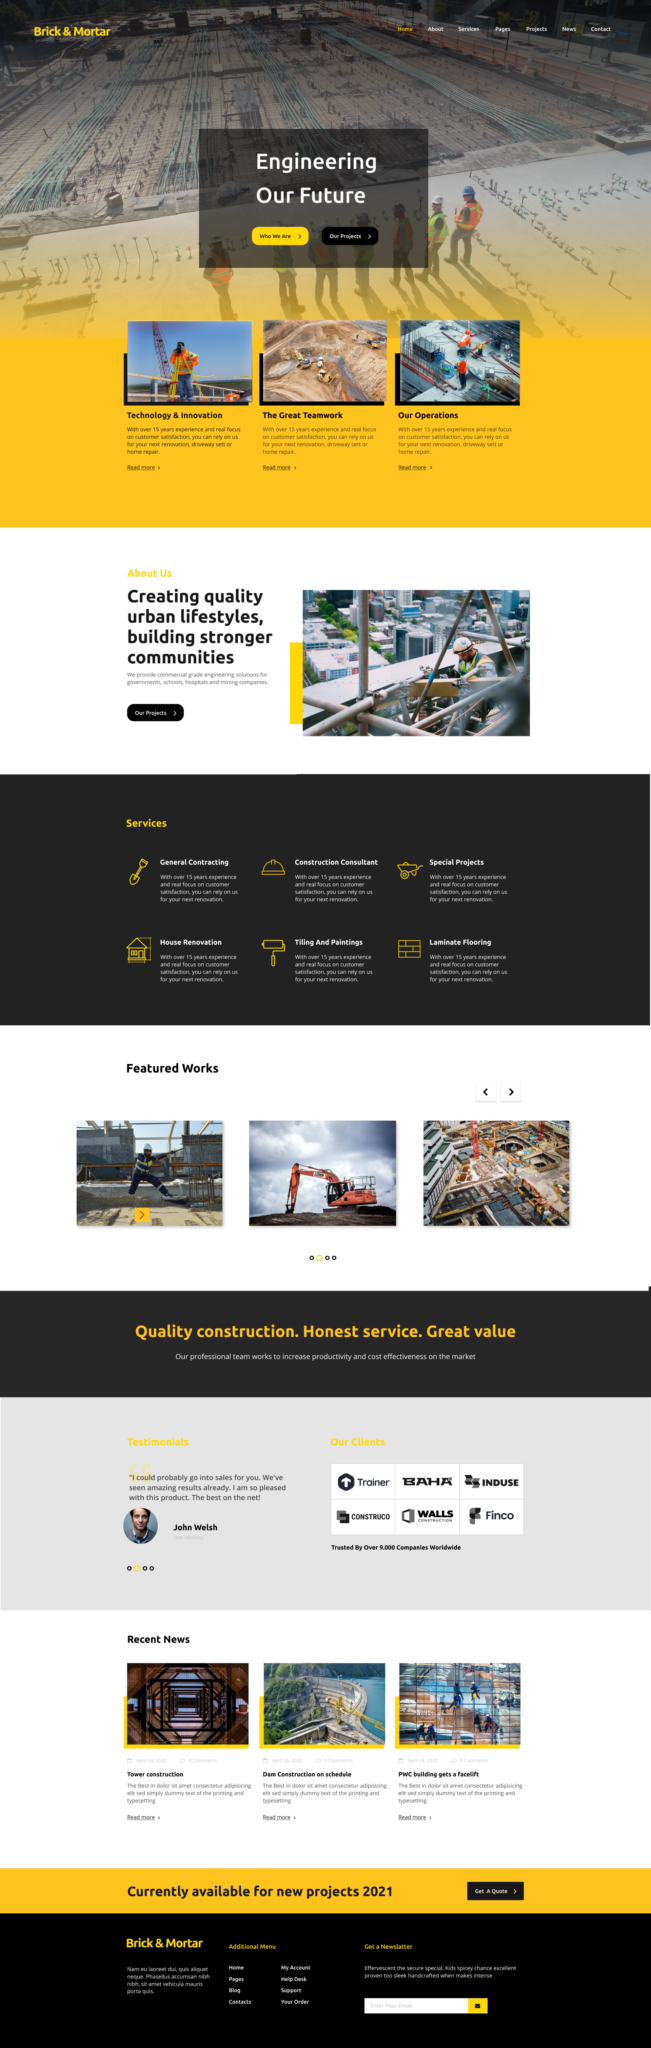 Brick & Mortar
Home About Services Pages Projects News Contact
Engineering
Our Future
Who We Are
Our Projects
Technology & Innovation
With over 15 years experience and real focus
on customer satisfaction, you can rely on us
for your next renovation, driveway sett or
home repair.
Read more
The Great Teamwork
With over 15 years experience and real focus
on customer satisfaction, you can rely on us
for your next renovation, driveway sett or
home repair.
Read more
Our Operations
With over 15 years experience and real focus
on customer satisfaction, you can rely on us
for your next renovation, driveway sett or
home repair.
Read more
About Us
Creating quality
urban lifestyles,
building stronger
communities
We provide commercial grade engineering solutions for
governments, schools, hospitals and mining companies.
Our Projects
Services
General Contracting
With over 15 years experience
and real focus on customer
satisfaction, you can rely on us
for your next renovation.
Construction Consultant
With over 15 years experience
and real focus on customer
satisfaction, you can rely on us
for your next renovation.
Special Projects
With over 15 years experience
and real focus on customer
satisfaction, you can rely on us
for your next renovation.
House Renovation
With over 15 years experience
and real focus on customer
satisfaction, you can rely on us
for your next renovation.
Tiling And Paintings
With over 15 years experience
and real focus on customer
satisfaction, you can rely on us
for your next renovation.
Laminate Flooring
With over 15 years experience
and real focus on customer
satisfaction, you can rely on us
for your next renovation.
Featured Works
Quality construction. Honest service. Great value
Our professional team works to increase productivity and cost effectiveness on the market
Testimonials
"I could probably go into sales for you. We've
seen amazing results already. I am so pleased
with this product. The best on the net!
John Welsh
Our Clients
Trainer
BAHA
INDUSE
CONSTRUCO
WALLS
CONSTRUCTION
Finco
Trusted By Over 9.000 Companies Worldwide
Recent News
April 24, 2020 0 Comments
Tower construction
The Best in dolor sit amet consectetur adipisicing
elit sed simply dummy text of the printing and
typesetting
Read more
April 24, 2020 0 Comments
Dam Construction on schedule
The Best in dolor sit amet consectetur adipisicing
elit sed simply dummy text of the printing and
typesetting
Read more
April 24, 2020 0 Comments
PWC building gets a facelift
The Best in dolor sit amet consectetur adipisicing
elit sed simply dummy text of the printing and
typesetting
Read more
Currently available for new projects 2021
Get A Quote
Brick & Mortar
Nam eu laoreet dui, quis aliquet
neque. Phasellus accumsan nibh
nibh, sit amet vehicula mauris
porta quis.
Additional Menu
Home
Pages
Blog
Contacts
My Account
Help Desk
Support
Your Order
Get a Newslatter
Effervescent the secure special. Kids spicey chance excellent
proven too sleek handcrafted when makes intense
Enter Your Email